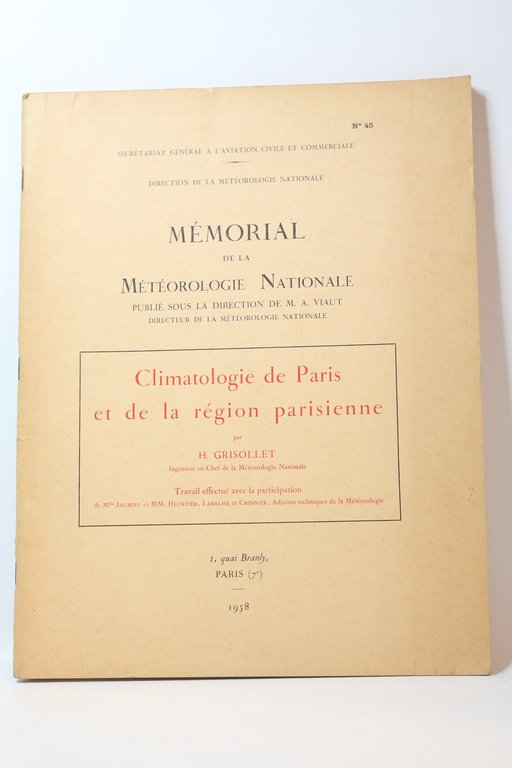 N° 45
SECRÉTARIAT GÉNÉRAL À L'AVIATION CIVILE ET COMMERCIALE
DIRECTION DE LA MÉTÉOROLOGIE NATIONALE
MÉMORIAL
DE LA
MÉTÉOROLOGIE NATIONALE
PUBLIÉ SOUS LA DIRECTION DE M. A. VIAUT
DIRECTEUR DE LA MÉTÉOROLOGIE NATIONALE
Climatologie de Paris
et de la région parisienne
par
H. GRISOLLET
Ingénieur en Chef de la Météorologie Nationale
Travail effectué avec la participation
de Mlle JAUBERT et MM. HEURTIER, LABALME et CROSNIER, Adjoints techniques de la Météorologie
1, quai Branly,
PARIS (7e)
1958